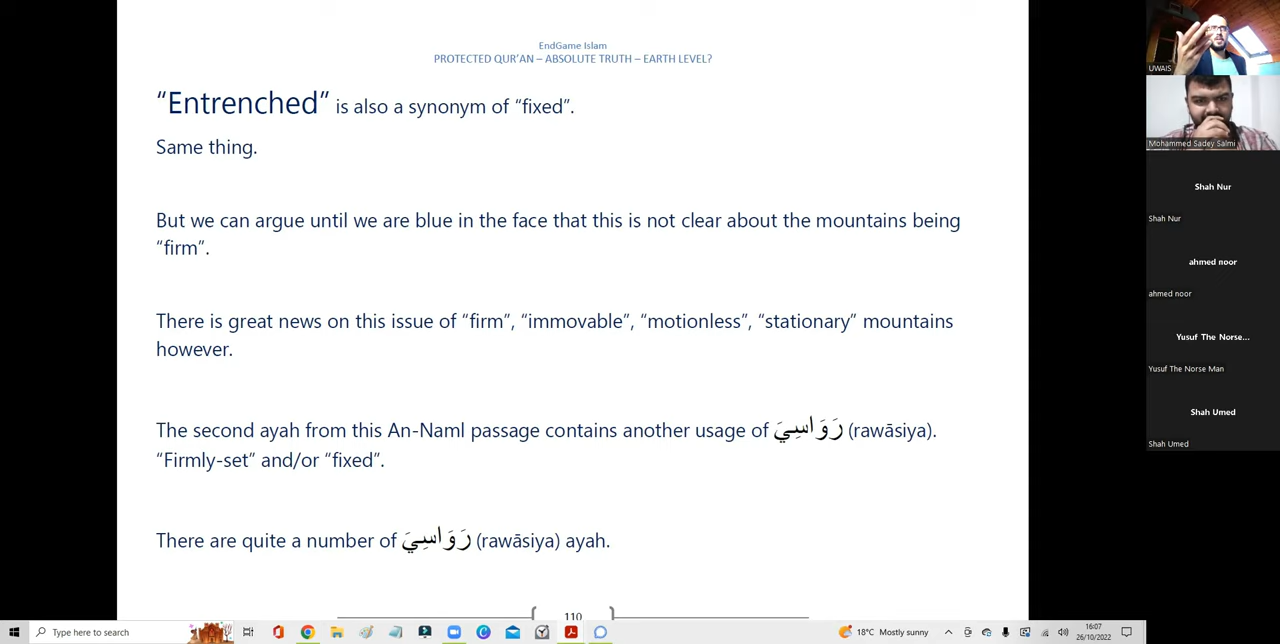 EndGame Islam
PROTECTED QUR’AN – ABSOLUTE TRUTH – EARTH LEVEL?
“Entrenched” is also a synonym of “fixed”.
Same thing.
But we can argue until we are blue in the face that this is not clear about the mountains being
“firm”.
There is great news on this issue of “firm”, “immovable”, “motionless”, “stationary” mountains
however.
The second ayah from this An-Naml passage contains another usage of رَوَاسِيَ (rawāsiya).
“Firmly-set” and/or “fixed”.
There are quite a number of رَوَاسِيَ (rawāsiya) ayah.
110
UWAIS
Mohammed Sadey Salmi
Shah Nur
Shah Nur
ahmed noor
ahmed noor
Yusuf The Norse...
Yusuf The Norse Man
Shah Umed
Shah Umed
Type here to search
18°C Mostly sunny
16:07
26/10/2022